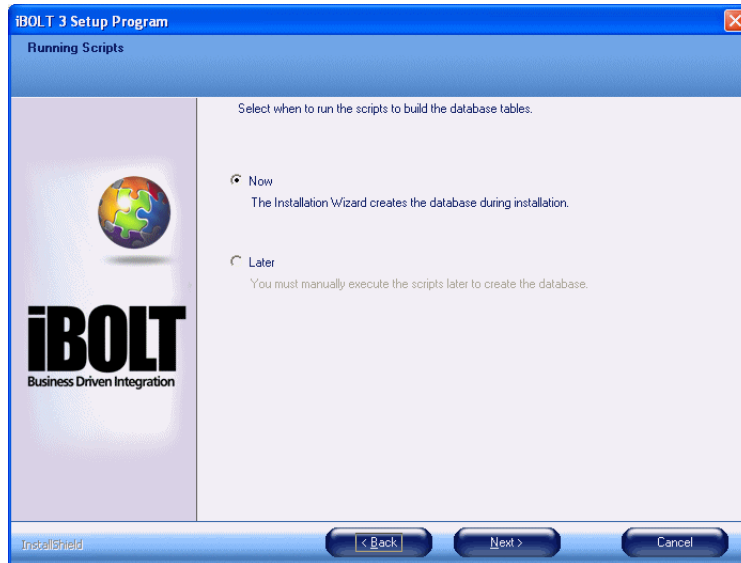 iBOLT 3 Setup Program
Running Scripts
Select when to run the scripts to build the database tables.
Now
The Installation Wizard creates the database during installation.
Later
You must manually execute the scripts later to create the database.
iBOLT
Business Driven Integration
InstallShield
< Back
Next >
Cancel